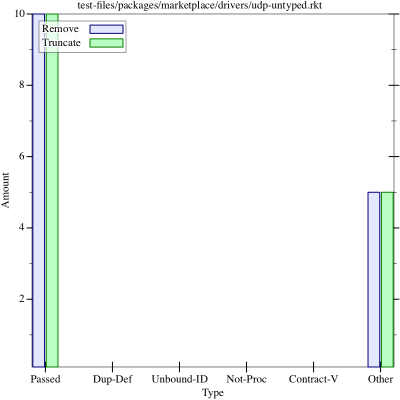 test-files/packages/marketplace/drivers/udp-untyped.rkt
10
Remove
Truncate
8
6
Amount
4
2
Passed Dup-Def Unbound-ID Not-Proc Contract-V Other
Type